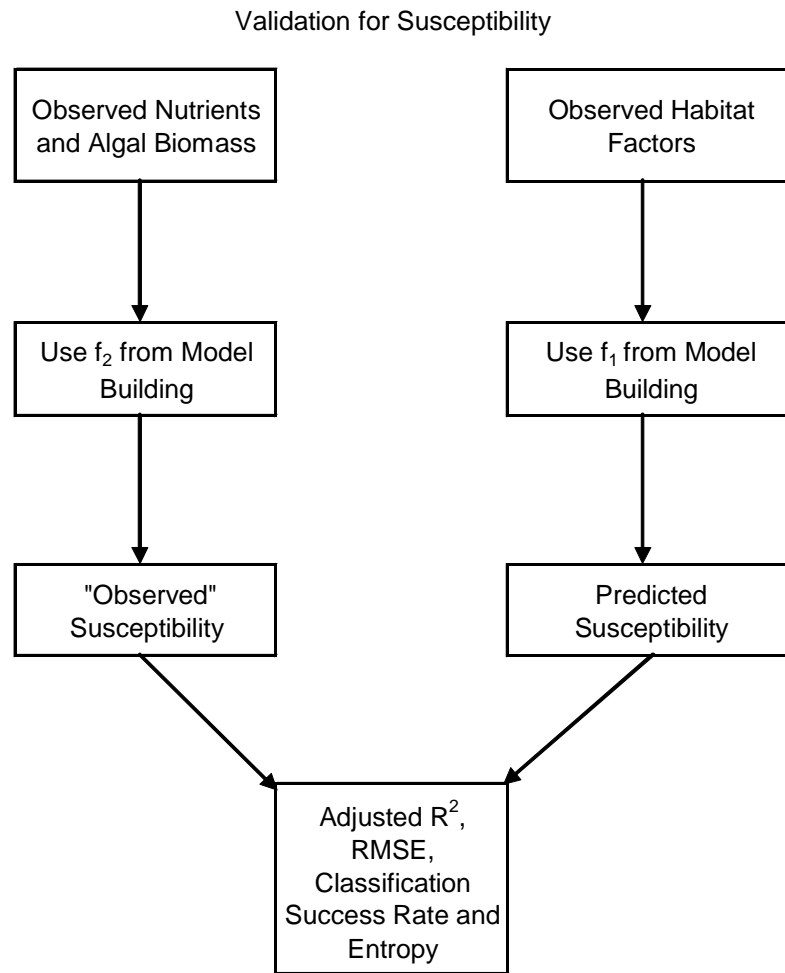 Validation for Susceptibility
Observed Nutrients
and Algal Biomass
Observed Habitat
Factors
Use f₂ from Model
Building
Use f₁ from Model
Building
"Observed"
Susceptibility
Predicted
Susceptibility
Adjusted R²,
RMSE,
Classification
Success Rate and
Entropy